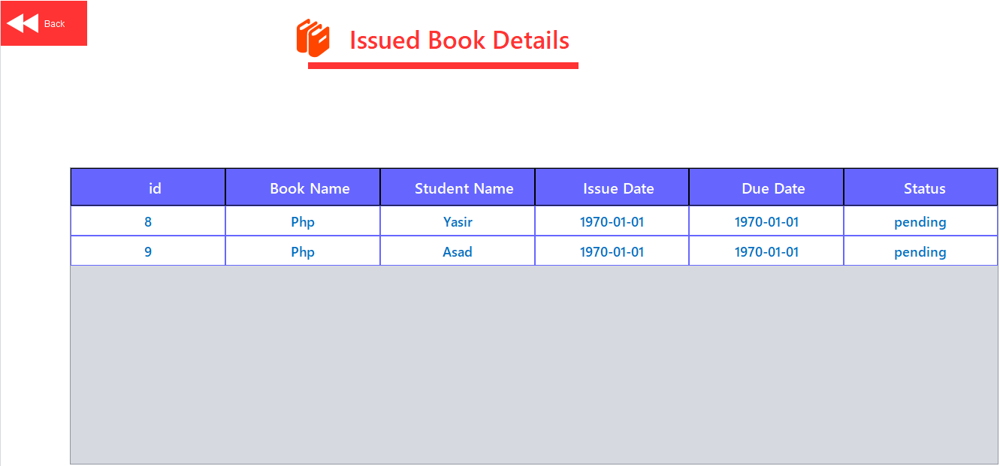 Back
Issued Book Details
id Book Name Student Name Issue Date Due Date Status
8 Php Yasir 1970-01-01 1970-01-01 pending
9 Php Asad 1970-01-01 1970-01-01 pending